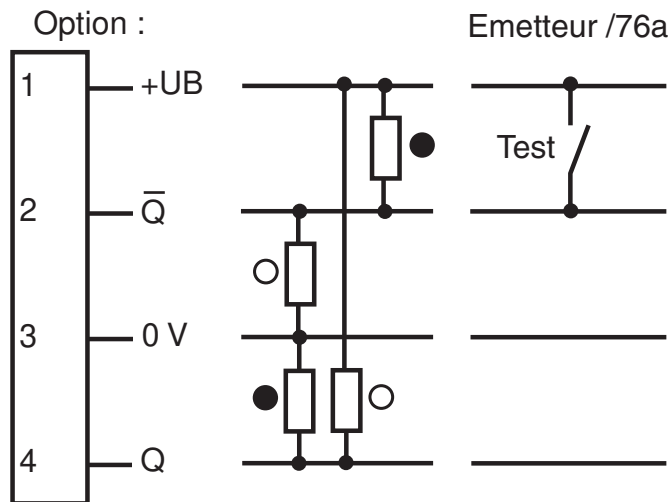 Option :
Emetteur /76a
1 +UB
Test
2 Q̅
3 0 V
4 Q